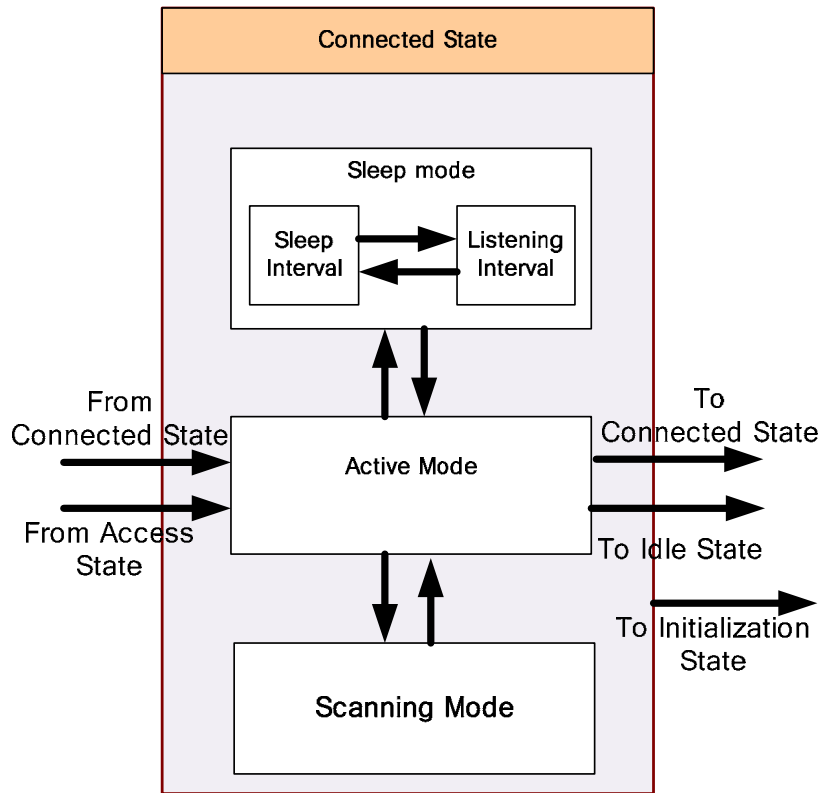 Connected State
Sleep mode
Sleep
Interval
Listening
Interval
From
Connected State
To
Connected State
Active Mode
From Access
State
To Idle State
To Initialization
State
Scanning Mode